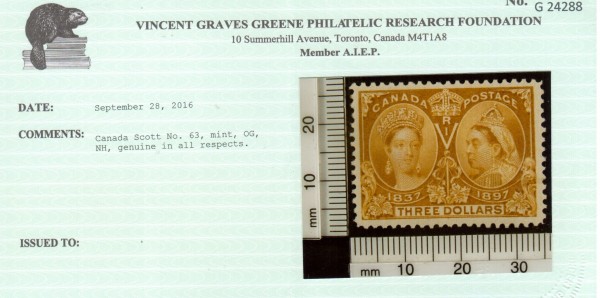 No. G 24288
VINCENT GRAVES GREENE PHILATELIC RESEARCH FOUNDATION
10 Summerhill Avenue, Toronto, Canada M4T1A8
Member A.I.E.P.
DATE: September 28, 2016
COMMENTS: Canada Scott No. 63, mint, OG,
NH, genuine in all respects.
ISSUED TO:
CANADA POSTAGE
V R I
1837 1897
THREE DOLLARS
20
10
mm
mm 10 20 30